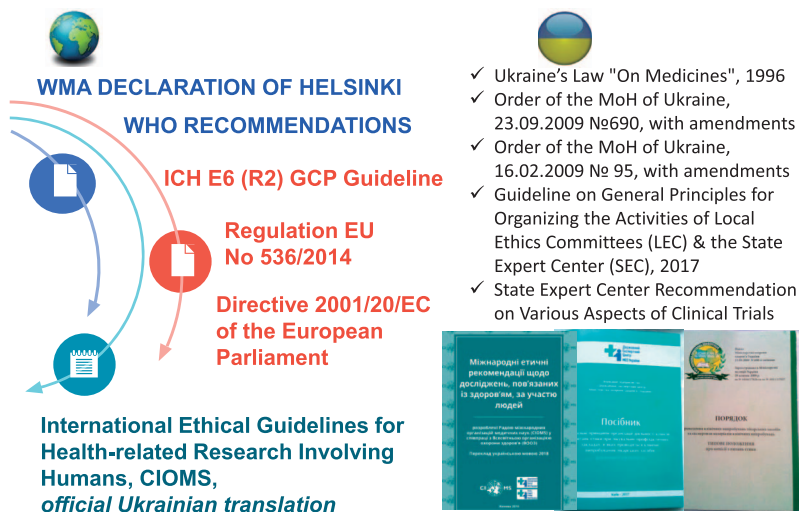 WMA DECLARATION OF HELSINKI
WHO RECOMMENDATIONS
ICH E6 (R2) GCP Guideline
Regulation EU
No 536/2014
Directive 2001/20/EC
of the European
Parliament
International Ethical Guidelines for
Health-related Research Involving
Humans, CIOMS,
official Ukrainian translation
✓ Ukraine’s Law "On Medicines", 1996
✓ Order of the MoH of Ukraine,
23.09.2009 №690, with amendments
✓ Order of the MoH of Ukraine,
16.02.2009 № 95, with amendments
✓ Guideline on General Principles for
Organizing the Activities of Local
Ethics Committees (LEC) & the State
Expert Center (SEC), 2017
✓ State Expert Center Recommendation
on Various Aspects of Clinical Trials
Міжнародні етичні
рекомендації щодо
досліджень, пов'язаних
із здоров'ям, за участю
людей
Посібник
ПОРЯДОК